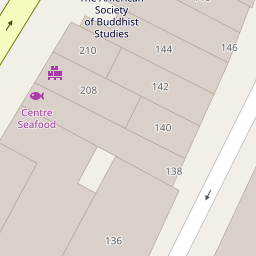 The American
Society
of Buddhist
Studies
210
144
146
142
208
Centre
Seafood
140
138
136